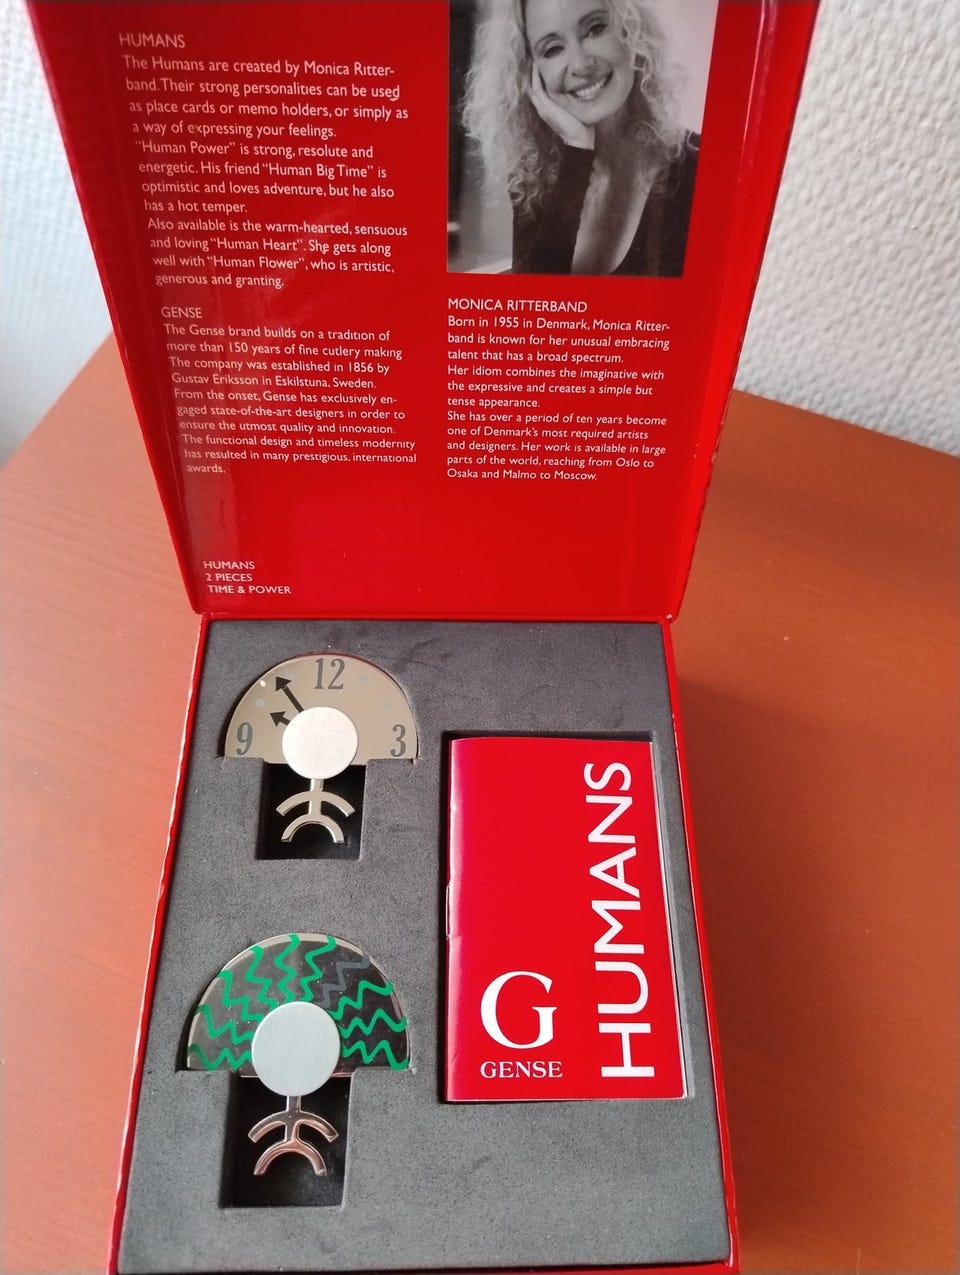 HUMANS
The Humans are created by Monica Ritter-
band. Their strong personalities can be used
as place cards or memo holders, or simply as
a way of expressing your feelings.
"Human Power" is strong, resolute and
energetic. His friend "Human Big Time" is
optimistic and loves adventure, but he also
has a hot temper.
Also available is the warm-hearted, sensuous
and loving "Human Heart". She gets along
well with "Human Flower", who is artistic,
generous and granting.
GENSE
The Gense brand builds on a tradition of
more than 150 years of fine cutlery making
The company was established in 1856 by
Gustav Eriksson in Eskilstuna, Sweden.
From the onset, Gense has exclusively en-
gaged state-of-the-art designers in order to
ensure the utmost quality and innovation.
The functional design and timeless modernity
has resulted in many prestigious, international
awards.
MONICA RITTERBAND
Born in 1955 in Denmark, Monica Ritter-
band is known for her unusual embracing
talent that has a broad spectrum.
Her idiom combines the imaginative with
the expressive and creates a simple but
tense appearance.
She has over a period of ten years become
one of Denmark's most required artists
and designers. Her work is available in large
parts of the world, reaching from Oslo to
Osaka and Malmo to Moscow.
HUMANS
2 PIECES
TIME & POWER
12
9
3
HUMANS
G
GENSE